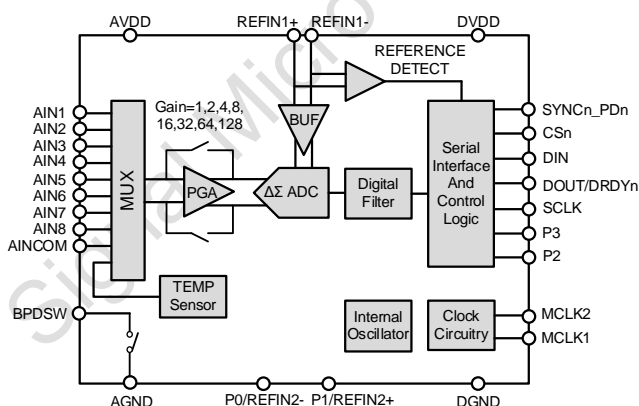 AVDD
REFIN1+ REFIN1-
DVDD
REFERENCE
DETECT
AIN1
AIN2
AIN3
AIN4
AIN5
AIN6
AIN7
AIN8
AINCOM
BPDSW
MUX
Gain=1,2,4,8,
16,32,64,128
PGA
BUF
ΔΣ ADC
Digital
Filter
Serial
Interface
And
Control
Logic
SYNCn_PDn
CSn
DIN
DOUT/DRDYn
SCLK
P3
P2
TEMP
Sensor
Internal
Oscillator
Clock
Circuitry
MCLK2
MCLK1
AGND
P0/REFIN2- P1/REFIN2+
DGND
Signal Micro